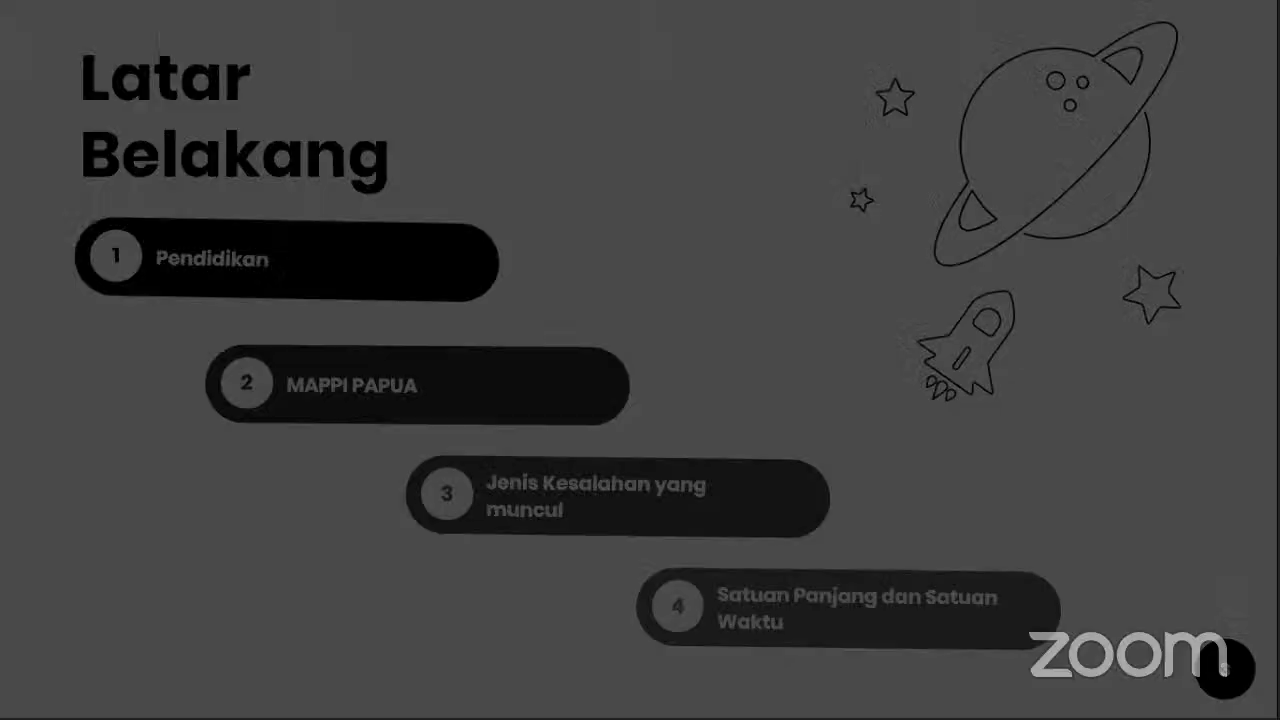 Latar
Belakang
1
Pendidikan
2
MAPPI PAPUA
3
Jenis Kesalahan yang
muncul
4
Satuan Panjang dan Satuan
Waktu
zoom